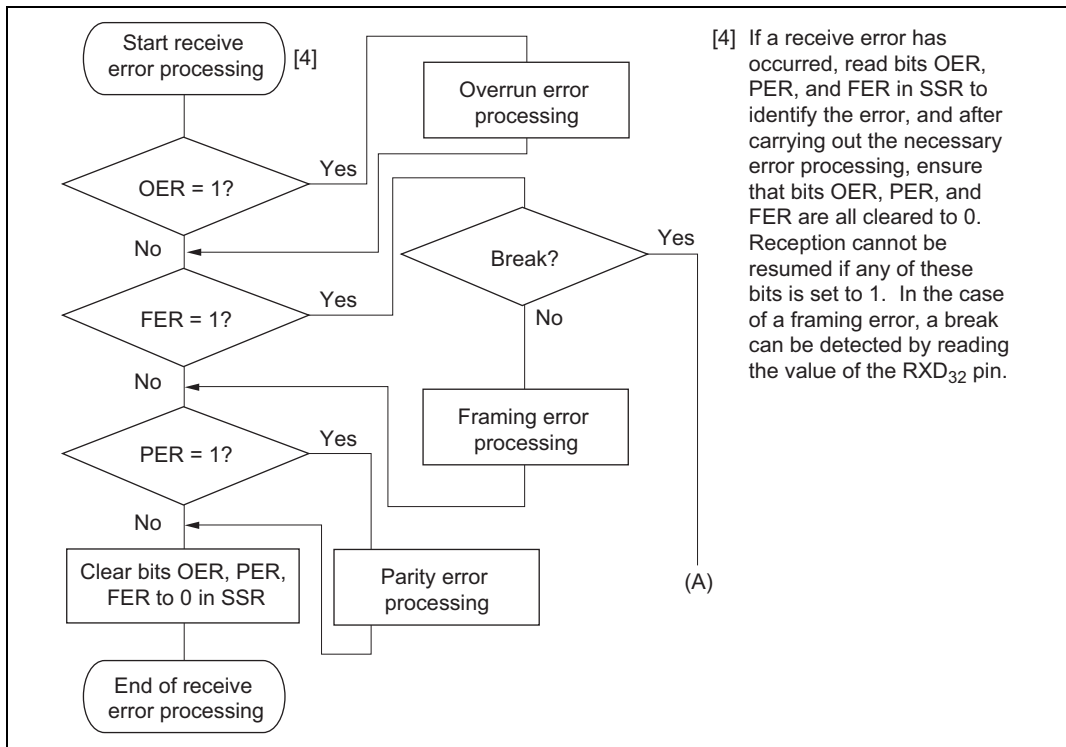 Start receive
error processing
[4]
Overrun error
processing
Yes
OER = 1?
No
Yes
Break?
Yes
FER = 1?
No
No
Framing error
processing
Yes
PER = 1?
No
Clear bits OER, PER,
FER to 0 in SSR
Parity error
processing
(A)
End of receive
error processing
[4] If a receive error has
occurred, read bits OER,
PER, and FER in SSR to
identify the error, and after
carrying out the necessary
error processing, ensure
that bits OER, PER, and
FER are all cleared to 0.
Reception cannot be
resumed if any of these
bits is set to 1. In the case
of a framing error, a break
can be detected by reading
the value of the RXD32 pin.